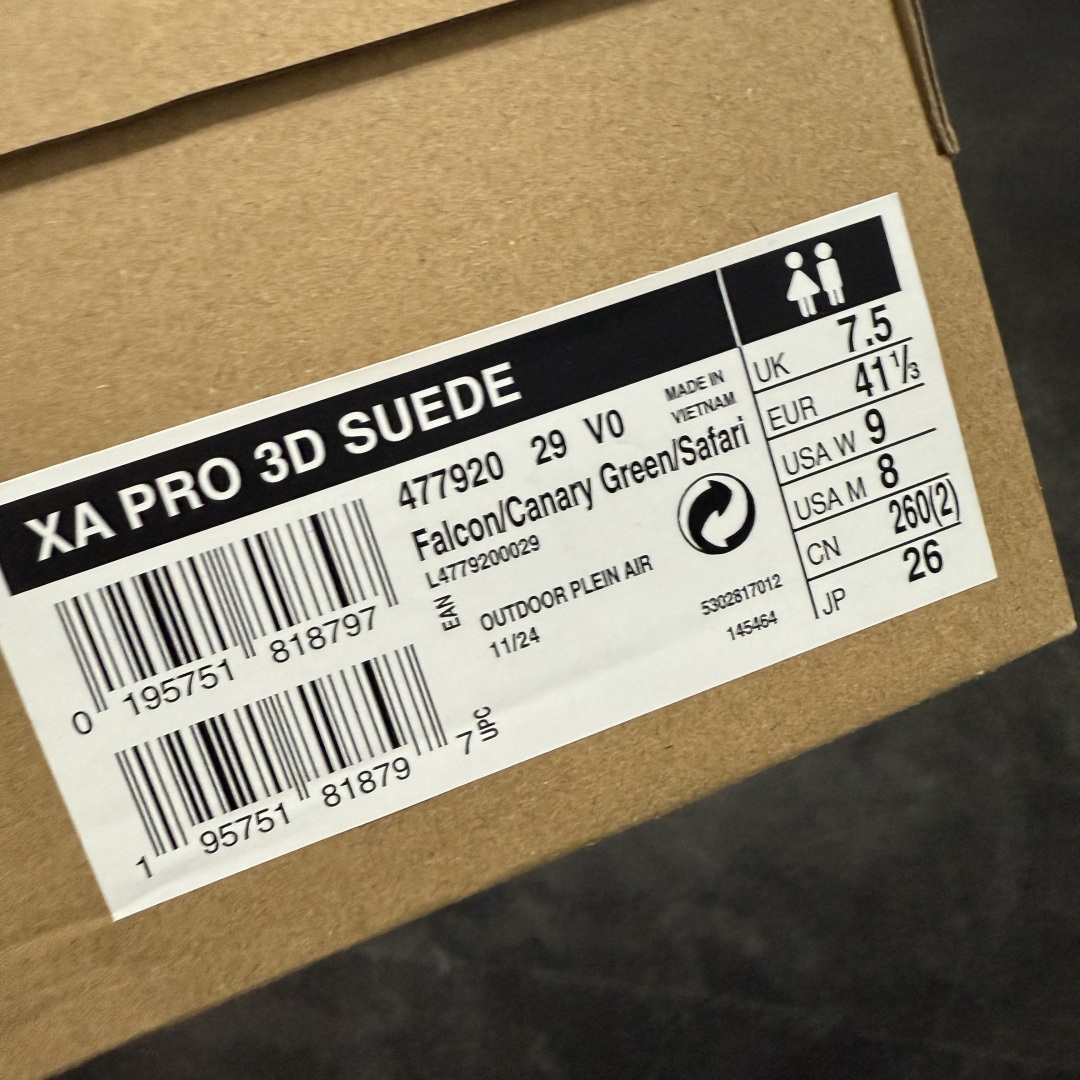 XA PRO 3D SUEDE
477920 29 V0
MADE IN
VIETNAM
Falcon/Canary Green/Safari
L4779200029
EAN
OUTDOOR PLEIN AIR
11/24
5302817012
145464
0 195751 818797
1 95751 81879 7
UPC
UK 7.5
EUR 41⅓
USA W 9
USA M 8
CN 260(2)
JP 26